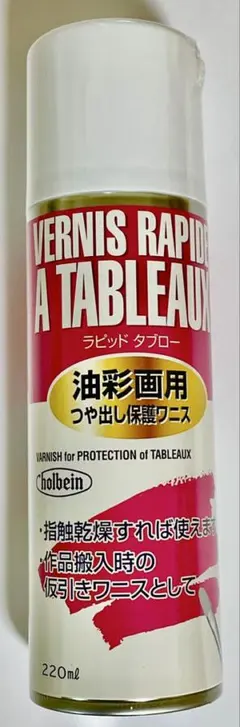 VERNIS RAPIDE
A TABLEAUX
ラピッド タブロー
油彩画用
つや出し保護ワニス
VARNISH for PROTECTION of TABLEAUX
holbein
・指触乾燥すれば使えます
・作品搬入時の
仮引きワニスとして
220ml